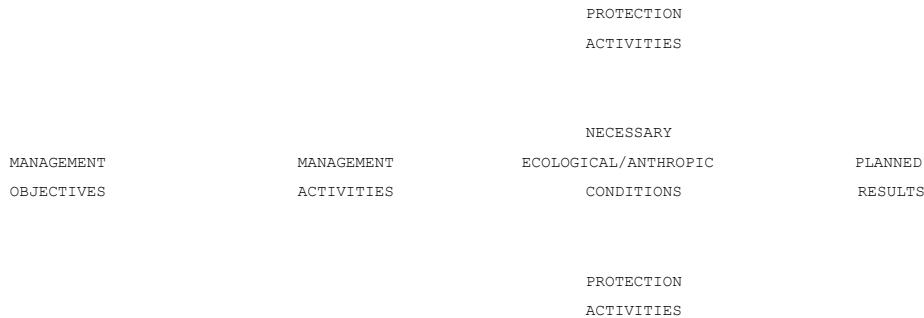 PROTECTION
ACTIVITIES
NECESSARY
MANAGEMENT MANAGEMENT ECOLOGICAL/ANTHROPIC PLANNED
OBJECTIVES ACTIVITIES CONDITIONS RESULTS
PROTECTION
ACTIVITIES